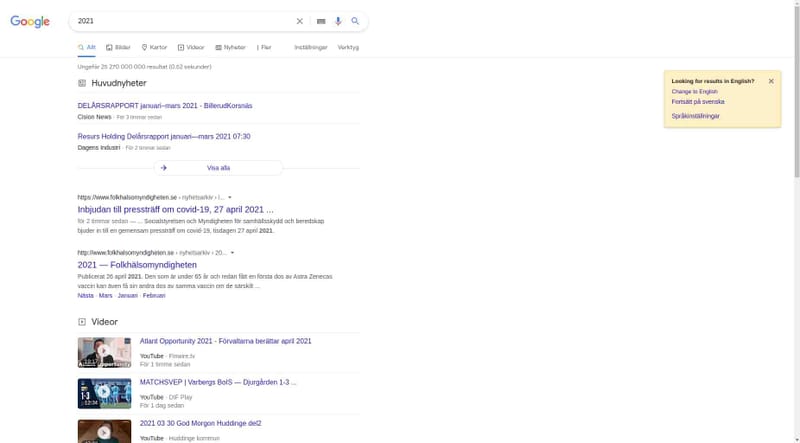 Google
2021
Allt Bilder Kartor Videor Nyheter Fler Inställningar Verktyg
Ungefär 25 270 000 000 resultat (0,62 sekunder)
Huvudnyheter
DELÅRSRAPPORT januari–mars 2021 - BillerudKorsnäs
Cision News · För 3 timmar sedan
Resurs Holding Delårsrapport januari—mars 2021 07:30
Dagens Industri · För 2 timmar sedan
Visa alla
https://www.folkhalsomyndigheten.se › nyhetsarkiv › l...
Inbjudan till pressträff om covid-19, 27 april 2021 ...
för 2 timmar sedan — ... Socialstyrelsen och Myndigheten för samhällsskydd och beredskap
bjuder in till en gemensam pressträff om covid-19, tisdagen 27 april 2021.
http://www.folkhalsomyndigheten.se › nyhetsarkiv › 20...
2021 — Folkhälsomyndigheten
Publicerat 26 april 2021. Den som är under 65 år och redan fått en första dos av Astra Zenecas
vaccin kan även få sin andra dos av samma vaccin om de särskilt ...
Nästa · Mars · Januari · Februari
Videor
Atlant Opportunity 2021 - Förvaltarna berättar april 2021
YouTube · Finwire.tv
För 1 timme sedan
MATCHSVEP | Varbergs BoIS — Djurgården 1-3 ...
1-3
12:34
YouTube · DIF Play
För 1 dag sedan
2021 03 30 God Morgon Huddinge del2
YouTube · Huddinge kommun
Looking for results in English?
Change to English
Fortsätt på svenska
Språkinställningar